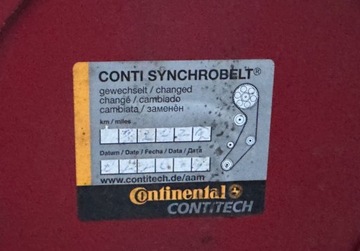 CONTI SYNCHROBELT®
gewechselt / changed
changé / cambiado
cambiata / заменён
km / miles
Datum / Date / Fecha / Data / Дата
www.contitech.de/aam
Continental
CONTITECH